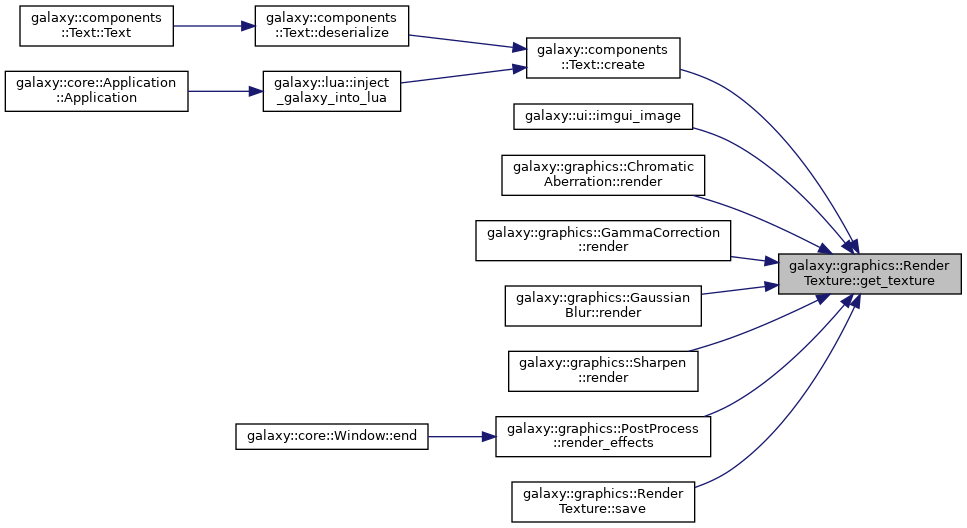 galaxy::components
::Text::Text
galaxy::components
::Text::deserialize
galaxy::components
::Text::create
galaxy::core::Application
::Application
galaxy::lua::inject
_galaxy_into_lua
galaxy::ui::imgui_image
galaxy::graphics::Chromatic
Aberration::render
galaxy::graphics::GammaCorrection
::render
galaxy::graphics::Render
Texture::get_texture
galaxy::graphics::Gaussian
Blur::render
galaxy::graphics::Sharpen
::render
galaxy::core::Window::end
galaxy::graphics::PostProcess
::render_effects
galaxy::graphics::Render
Texture::save